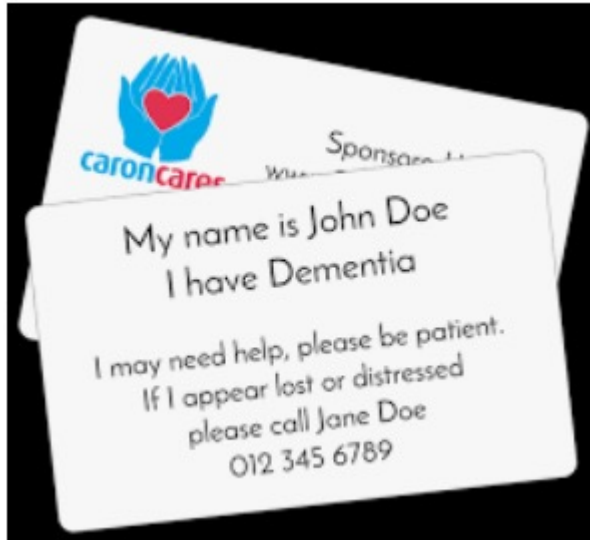 caroncares
Sponsored
My name is John Doe
I have Dementia
I may need help, please be patient.
If I appear lost or distressed
please call Jane Doe
012 345 6789